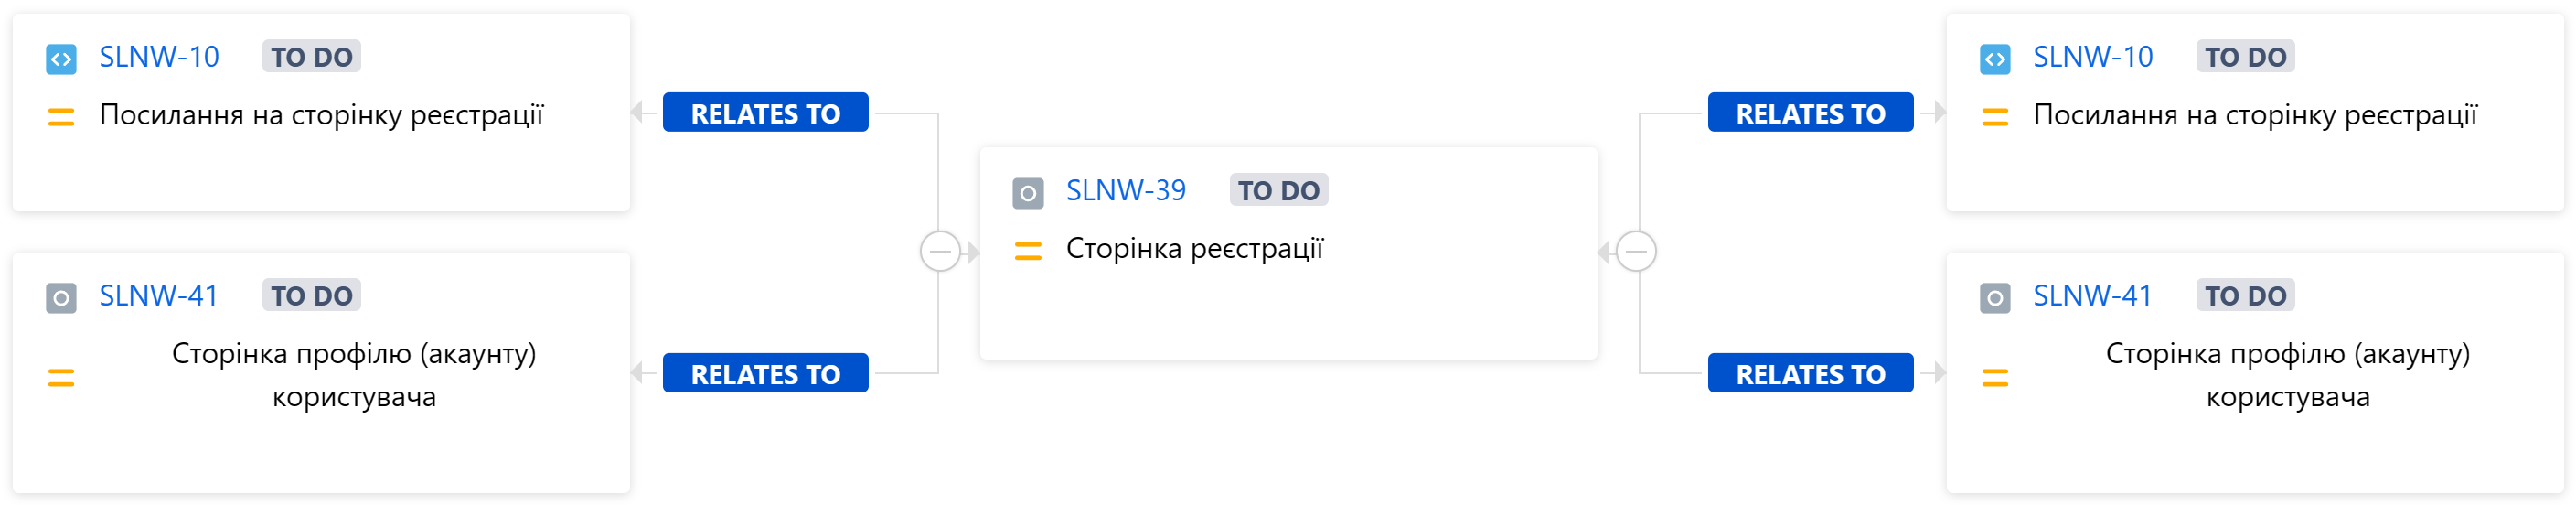 SLNW-10 TO DO
Посилання на сторінку реєстрації
RELATES TO
SLNW-41 TO DO
Сторінка профілю (акаунту)
користувача
RELATES TO
SLNW-39 TO DO
Сторінка реєстрації
RELATES TO
SLNW-10 TO DO
Посилання на сторінку реєстрації
RELATES TO
SLNW-41 TO DO
Сторінка профілю (акаунту)
користувача